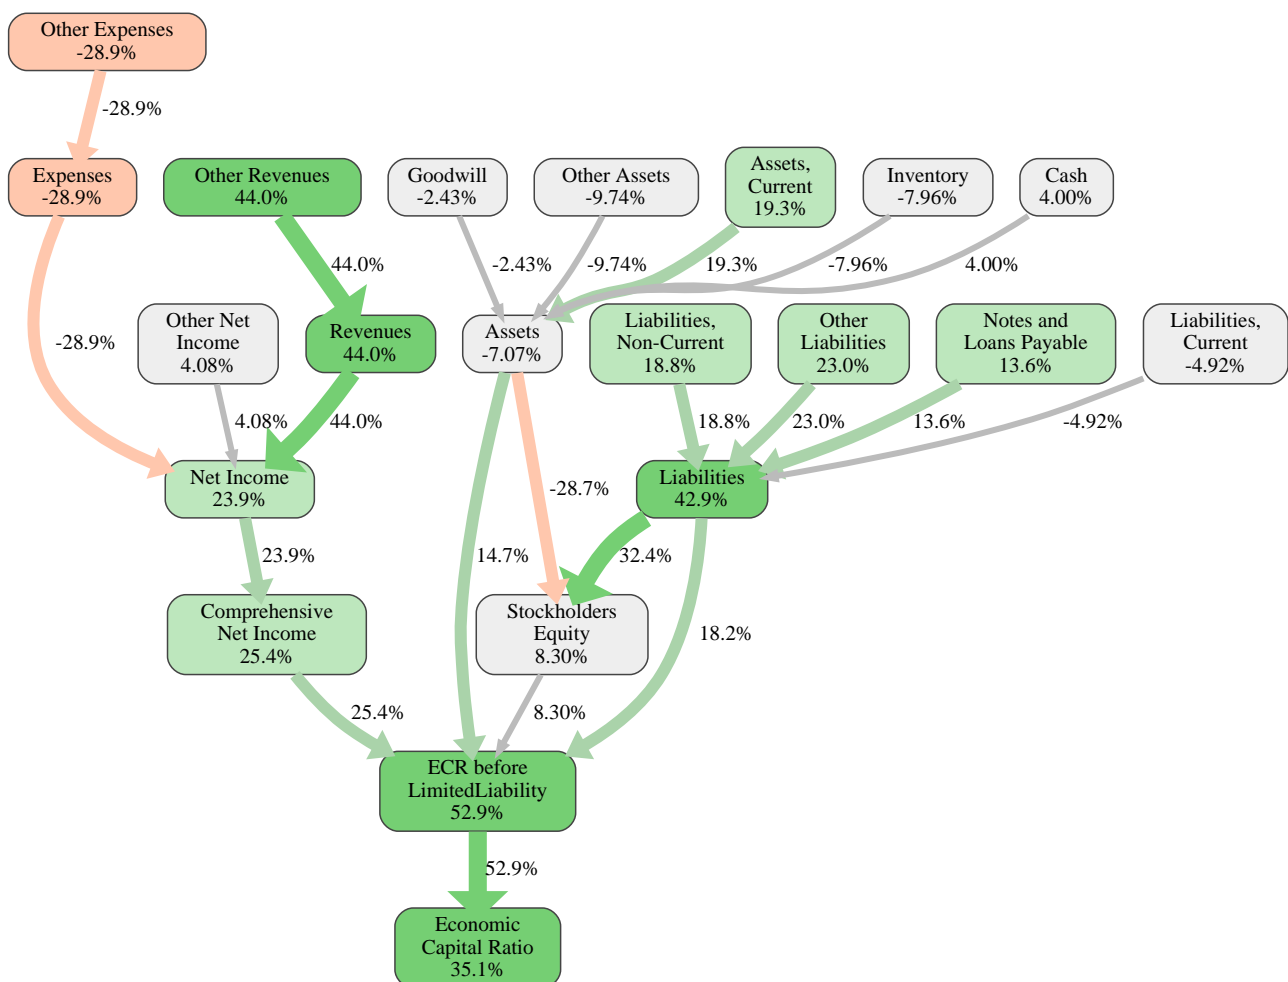 Other Expenses
-28.9%
-28.9%
Expenses
-28.9%
Other Revenues
44.0%
Goodwill
-2.43%
Other Assets
-9.74%
Assets,
Current
19.3%
Inventory
-7.96%
Cash
4.00%
44.0%
-2.43%
-9.74%
19.3%
-7.96%
4.00%
-28.9%
Other Net
Income
4.08%
Revenues
44.0%
Assets
-7.07%
Liabilities,
Non-Current
18.8%
Other
Liabilities
23.0%
Notes and
Loans Payable
13.6%
Liabilities,
Current
-4.92%
4.08%
44.0%
18.8%
23.0%
13.6%
-4.92%
Net Income
23.9%
-28.7%
Liabilities
42.9%
23.9%
14.7%
32.4%
Comprehensive
Net Income
25.4%
Stockholders
Equity
8.30%
18.2%
25.4%
8.30%
ECR before
LimitedLiability
52.9%
52.9%
Economic
Capital Ratio
35.1%